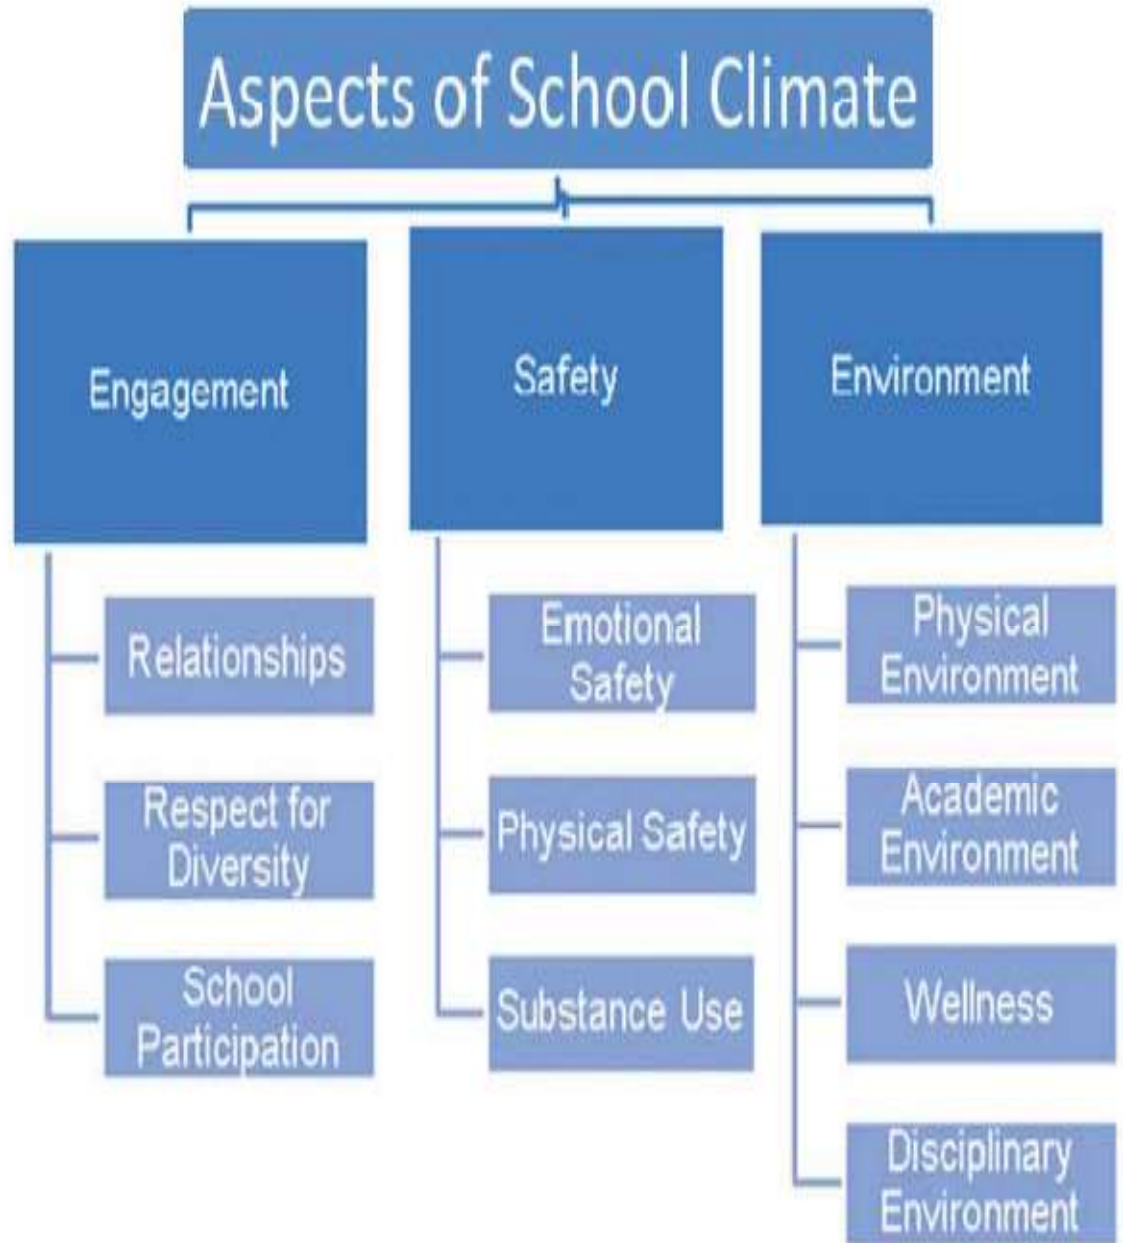 Aspects of School Climate
Engagement
Safety
Environment
Relationships
Respect for
Diversity
School
Participation
Emotional
Safety
Physical Safety
Substance Use
Physical
Environment
Academic
Environment
Wellness
Disciplinary
Environment